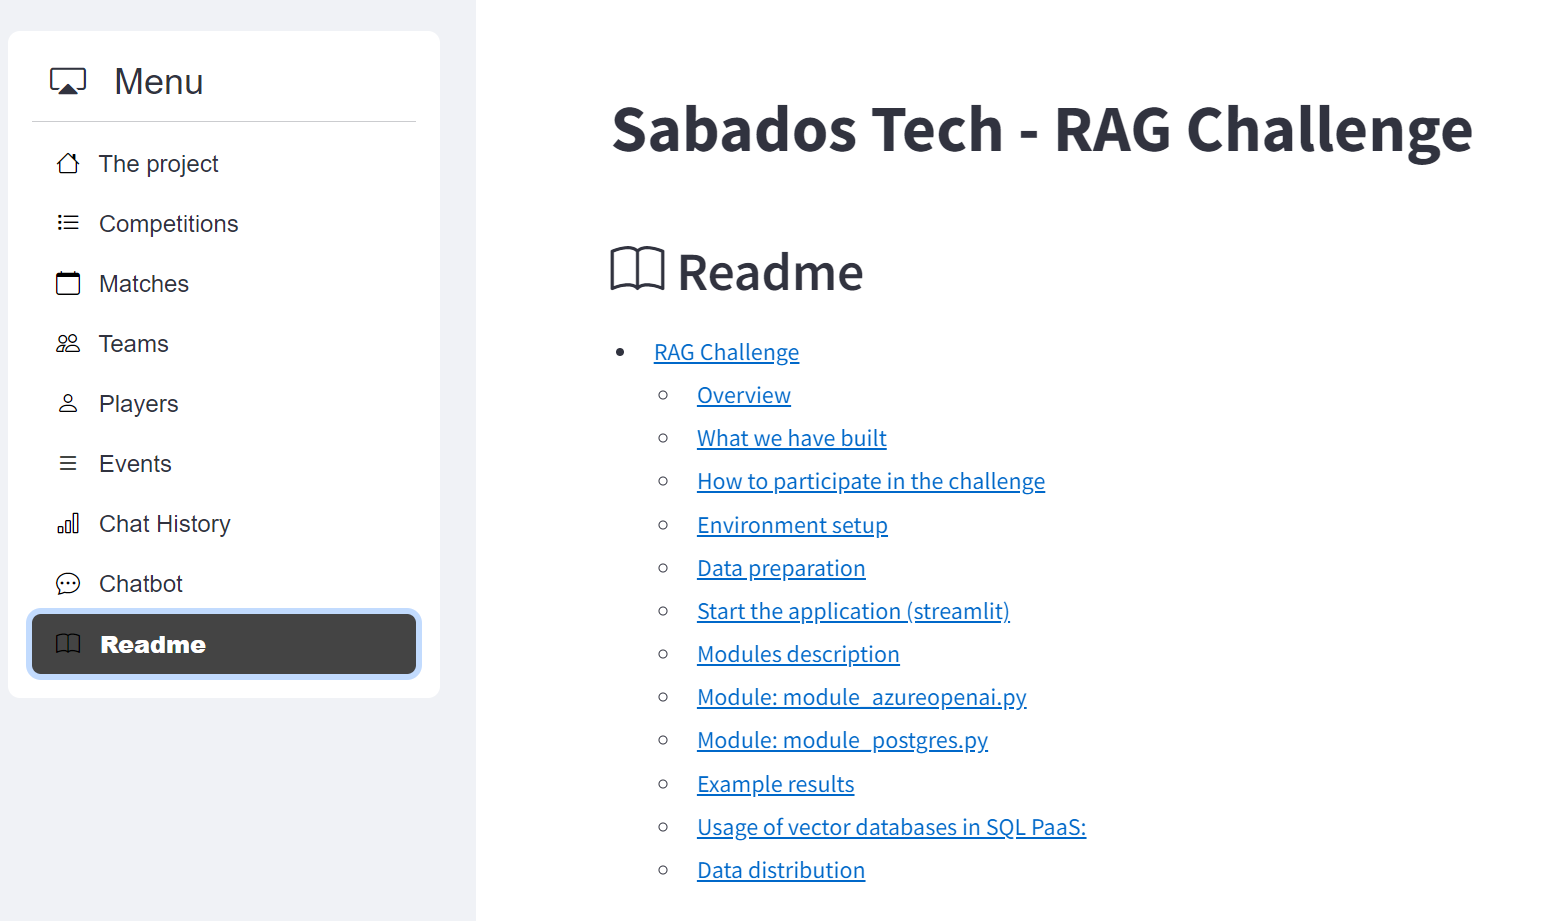 Menu
The project
Competitions
Matches
Teams
Players
Events
Chat History
Chatbot
Readme
Sabados Tech - RAG Challenge
Readme
RAG Challenge
Overview
What we have built
How to participate in the challenge
Environment setup
Data preparation
Start the application (streamlit)
Modules description
Module: module_azureopenai.py
Module: module_postgres.py
Example results
Usage of vector databases in SQL PaaS:
Data distribution